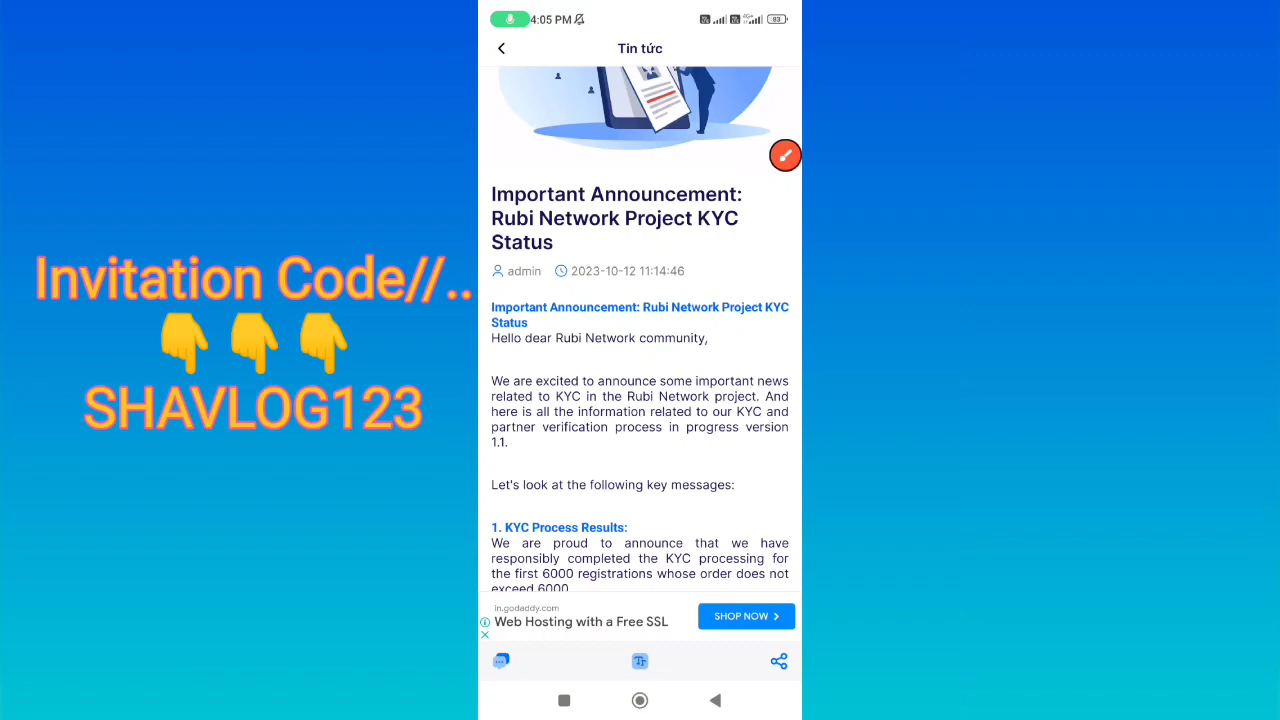 4:05 PM
4G+
83
Tin tức
Important Announcement:
Rubi Network Project KYC
Status
admin 2023-10-12 11:14:46
Important Announcement: Rubi Network Project KYC
Status
Hello dear Rubi Network community,
We are excited to announce some important news
related to KYC in the Rubi Network project. And
here is all the information related to our KYC and
partner verification process in progress version
1.1.
Let's look at the following key messages:
1. KYC Process Results:
We are proud to announce that we have
responsibly completed the KYC processing for
the first 6000 registrations whose order does not
exceed 6000.
in.godaddy.com
Web Hosting with a Free SSL
SHOP NOW
Tт
Invitation Code//..
SHAVLOG123